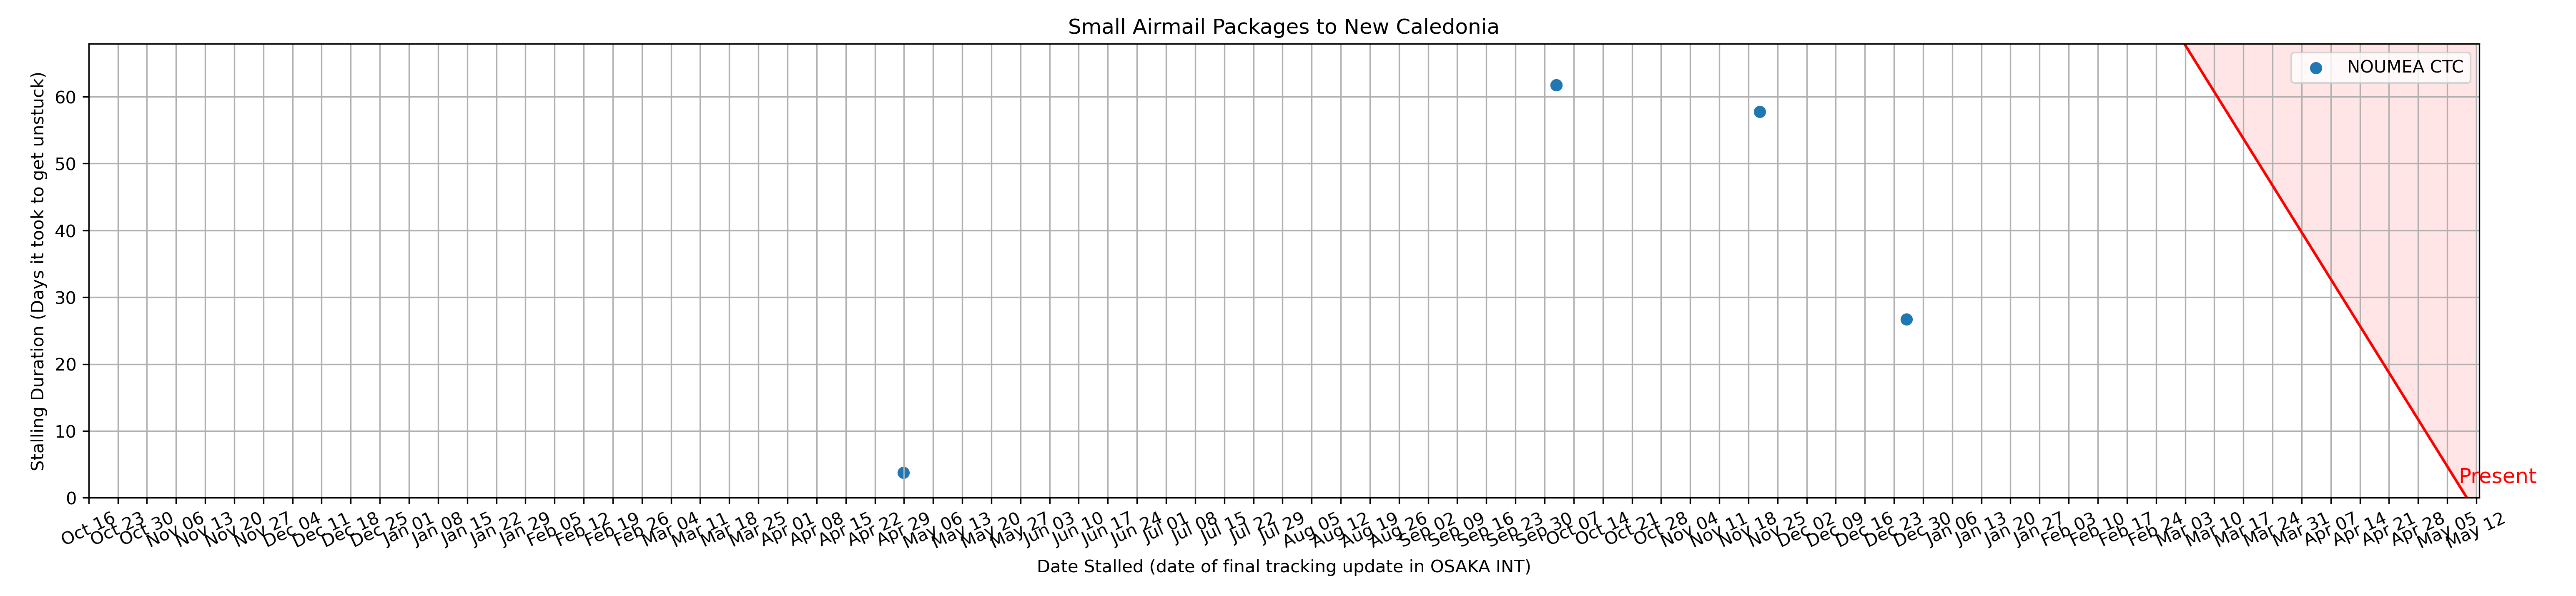 Small Airmail Packages to New Caledonia
NOUMEA CTC
Stalling Duration (Days it took to get unstuck)
60
50
40
30
20
10
0
Present
Oct 16
Oct 23
Oct 30
Nov 06
Nov 13
Nov 20
Nov 27
Dec 04
Dec 11
Dec 18
Dec 25
Jan 01
Jan 08
Jan 15
Jan 22
Jan 29
Feb 05
Feb 12
Feb 19
Feb 26
Mar 04
Mar 11
Mar 18
Mar 25
Apr 01
Apr 08
Apr 15
Apr 22
Apr 29
May 06
May 13
May 20
May 27
Jun 03
Jun 10
Jun 17
Jun 24
Jul 01
Jul 08
Jul 15
Jul 22
Jul 29
Aug 05
Aug 12
Aug 19
Aug 26
Sep 02
Sep 09
Sep 16
Sep 23
Sep 30
Oct 07
Oct 14
Oct 21
Oct 28
Nov 04
Nov 11
Nov 18
Nov 25
Dec 02
Dec 09
Dec 16
Dec 23
Dec 30
Jan 06
Jan 13
Jan 20
Jan 27
Feb 03
Feb 10
Feb 17
Feb 24
Mar 03
Mar 10
Mar 17
Mar 24
Mar 31
Apr 07
Apr 14
Apr 21
Apr 28
May 05
May 12
Date Stalled (date of final tracking update in OSAKA INT)